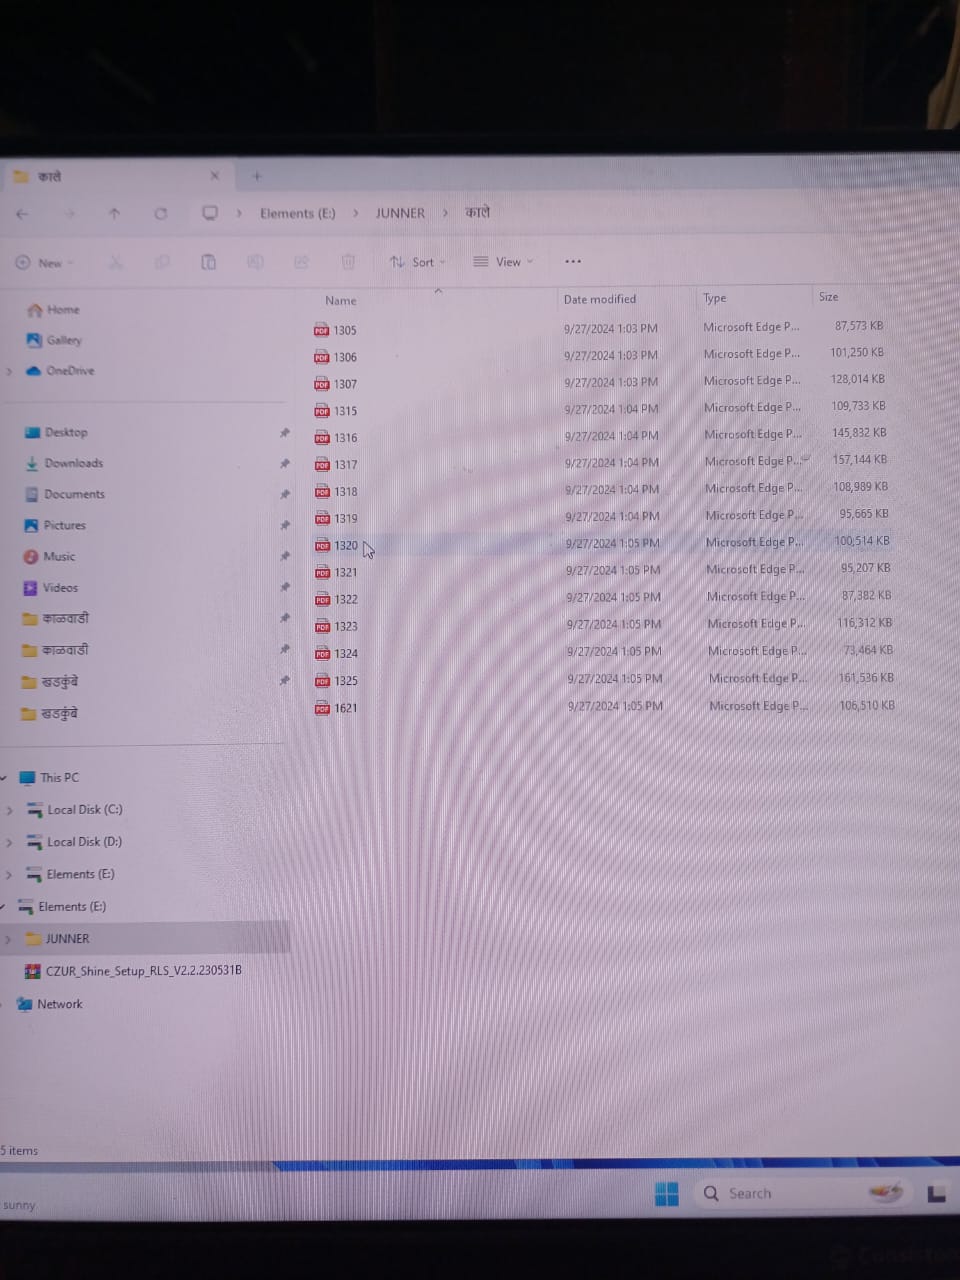 काले
Elements (E:) > JUNNER > काले
New Sort View ...
Name Date modified Type Size
1305 9/27/2024 1:03 PM Microsoft Edge P... 87,573 KB
1306 9/27/2024 1:03 PM Microsoft Edge P... 101,250 KB
1307 9/27/2024 1:03 PM Microsoft Edge P... 128,014 KB
1315 9/27/2024 1:04 PM Microsoft Edge P... 109,733 KB
1316 9/27/2024 1:04 PM Microsoft Edge P... 145,832 KB
1317 9/27/2024 1:04 PM Microsoft Edge P... 157,144 KB
1318 9/27/2024 1:04 PM Microsoft Edge P... 108,989 KB
1319 9/27/2024 1:04 PM Microsoft Edge P... 95,665 KB
1320 9/27/2024 1:05 PM Microsoft Edge P... 100,514 KB
1321 9/27/2024 1:05 PM Microsoft Edge P... 95,207 KB
1322 9/27/2024 1:05 PM Microsoft Edge P... 87,382 KB
1323 9/27/2024 1:05 PM Microsoft Edge P... 116,312 KB
1324 9/27/2024 1:05 PM Microsoft Edge P... 73,464 KB
1325 9/27/2024 1:05 PM Microsoft Edge P... 161,536 KB
1621 9/27/2024 1:05 PM Microsoft Edge P... 106,510 KB
Home
Gallery
OneDrive
Desktop
Downloads
Documents
Pictures
Music
Videos
काळवाडी
काळवाडी
खडकुंबे
खडकुंबे
This PC
Local Disk (C:)
Local Disk (D:)
Elements (E:)
Elements (E:)
JUNNER
CZUR_Shine_Setup_RLS_V2.2.230531B
Network
5 items
sunny
Search